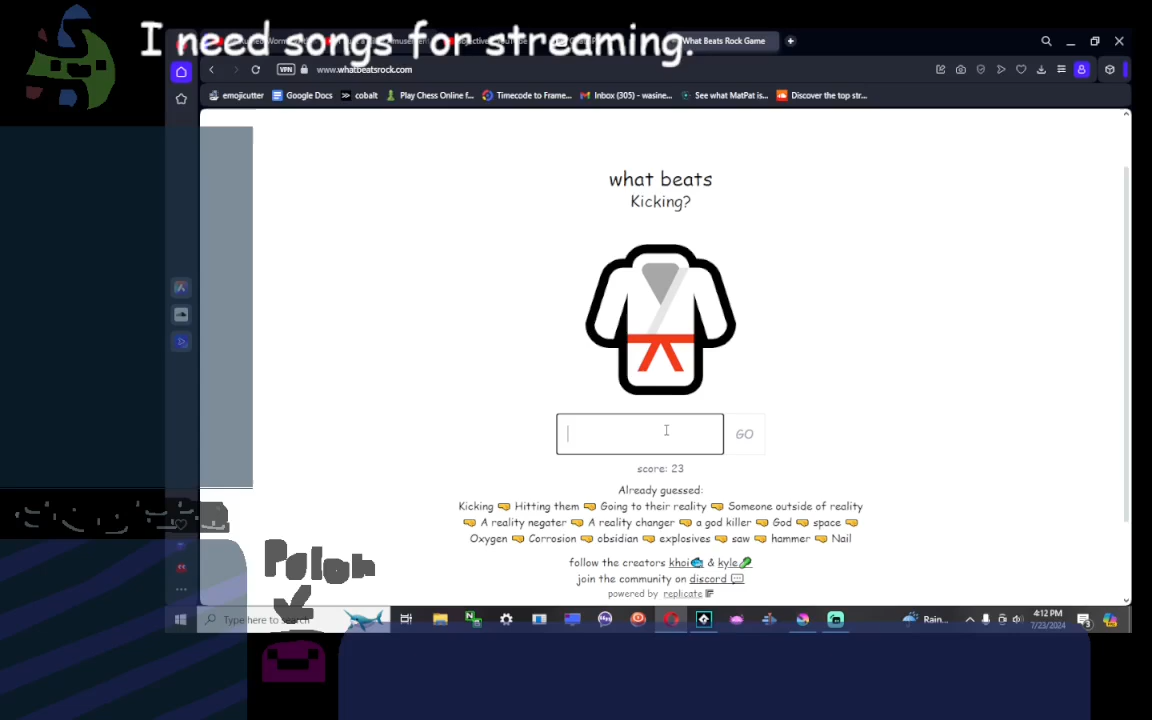 I need songs for streaming.
What Beats Rock Game
VPN
www.whatbeatsrock.com
emojicutter
Google Docs
cobalt
Play Chess Online f...
Timecode to Frame...
Inbox (305) - wasine...
See what MatPat is...
Discover the top str...
what beats
Kicking?
GO
score: 23
Already guessed:
Kicking 🤜 Hitting them 🤜 Going to their reality 🤜 Someone outside of reality
🤜 A reality negater 🤜 A reality changer 🤜 a god killer 🤜 God 🤜 space 🤜
Oxygen 🤜 Corrosion 🤜 obsidian 🤜 explosives 🤜 saw 🤜 hammer 🤜 Nail
follow the creators khoi🐟 & kyle🥒
join the community on discord 💬
powered by replicate
Type here to search
Rain...
4:12 PM
7/23/2024